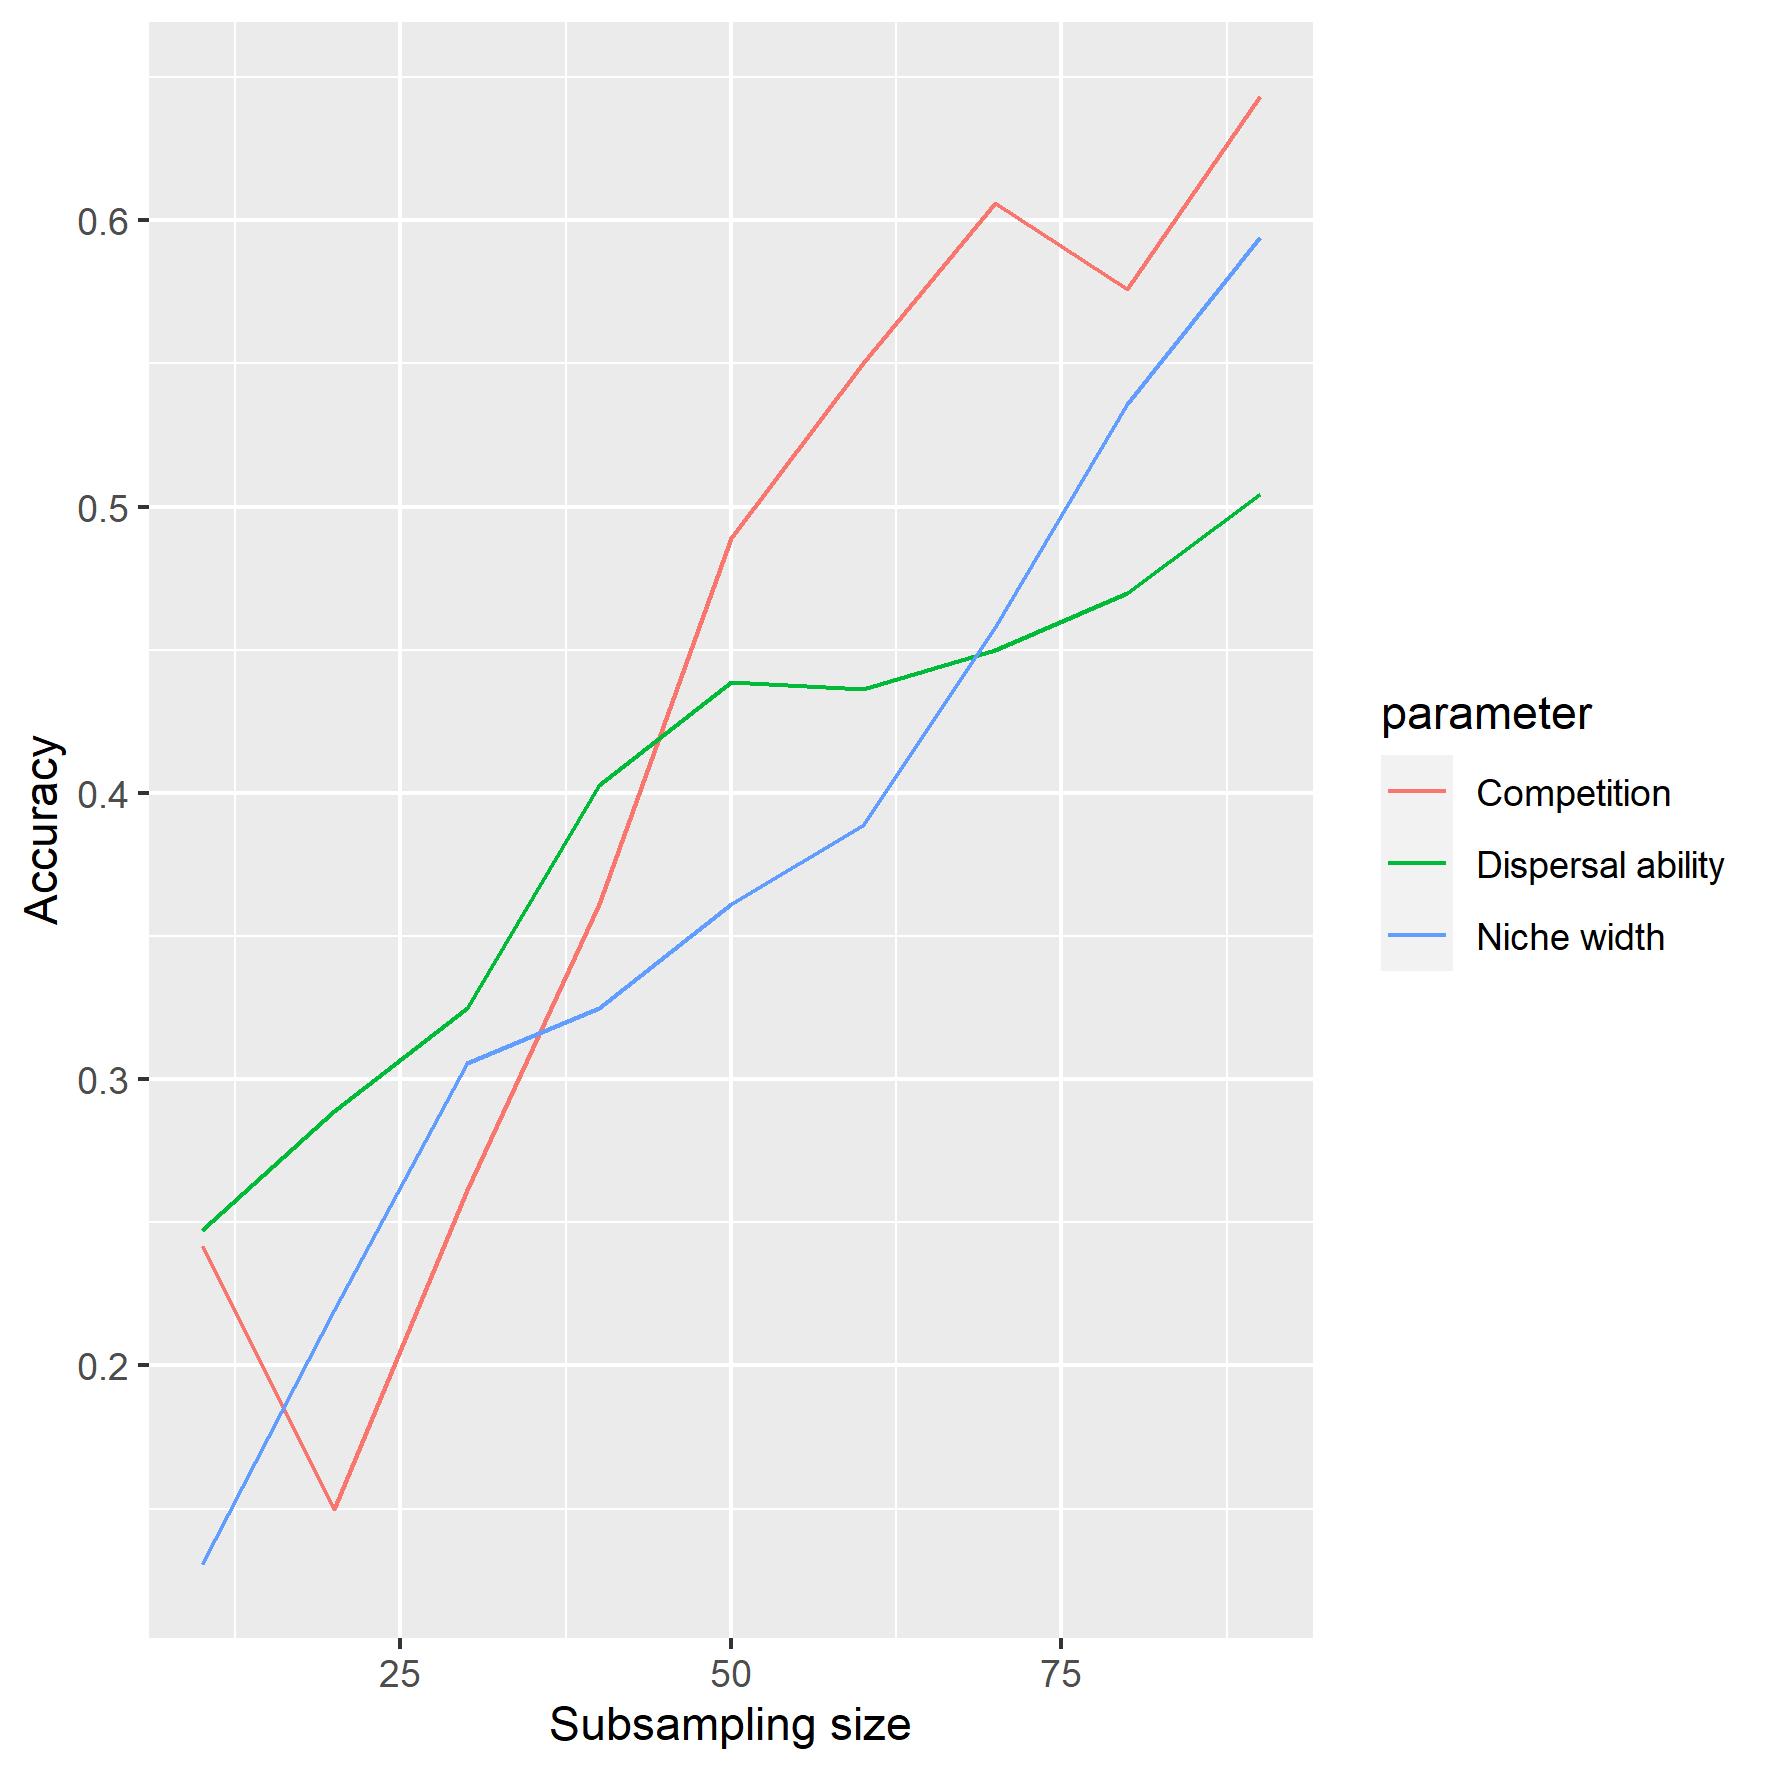 Accuracy
0.6
0.5
0.4
0.3
0.2
25 50 75
Subsampling size
parameter
Competition
Dispersal ability
Niche width